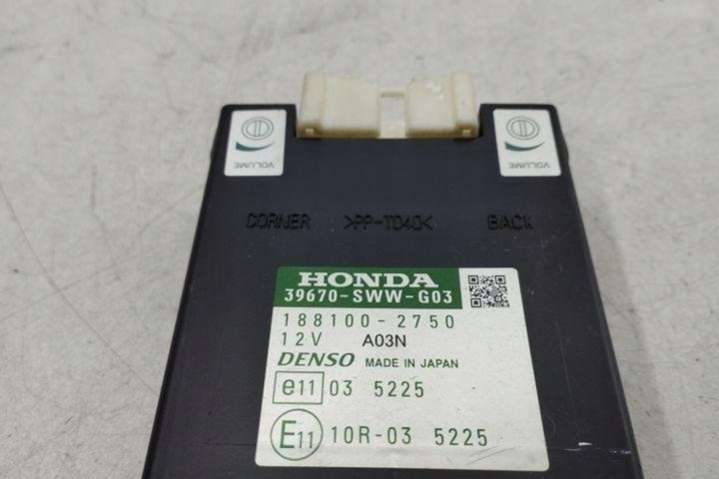 VOLUME VOLUME
CORNER >PP-TD40< BACK
HONDA
39670-SWW-G03
188100-2750
12V A03N
DENSO MADE IN JAPAN
e11 03 5225
E11 10R-03 5225